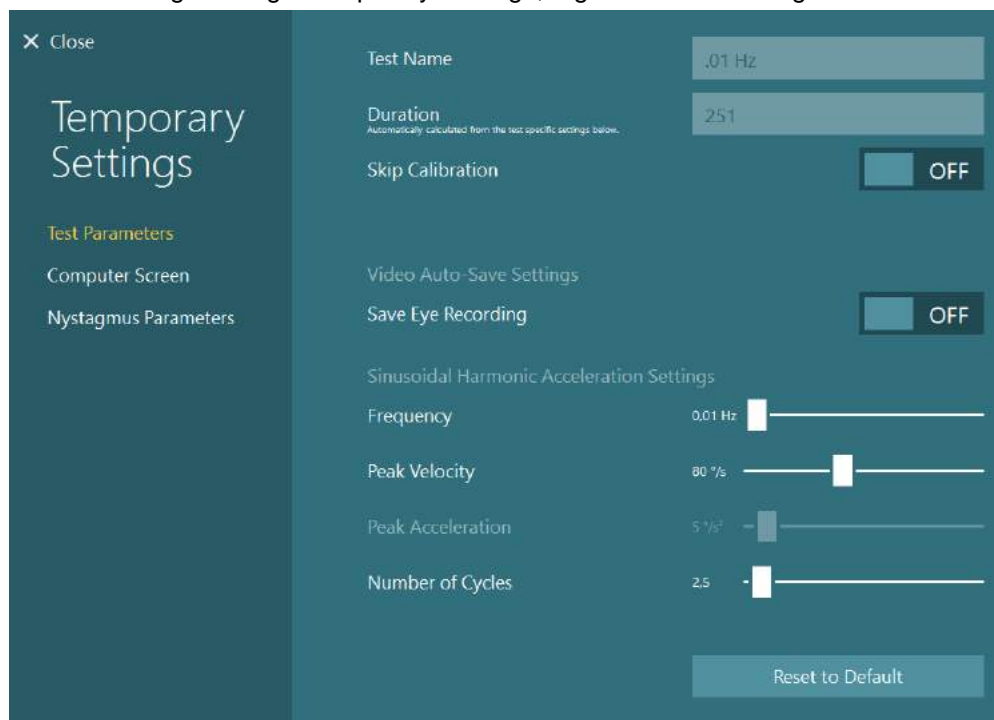 ✕ Close
Temporary
Settings
Test Parameters
Computer Screen
Nystagmus Parameters
Test Name
.01 Hz
Duration
251
Automatically calculated from the test specific settings below.
Skip Calibration
OFF
Video Auto-Save Settings
Save Eye Recording
OFF
Sinusoidal Harmonic Acceleration Settings
Frequency
0,01 Hz
Peak Velocity
80 °/s
Peak Acceleration
5 °/s²
Number of Cycles
2,5
Reset to Default